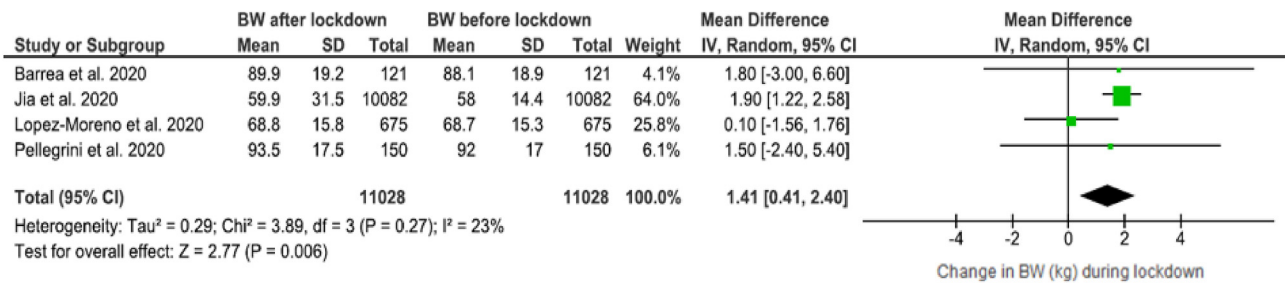 BW after lockdown BW before lockdown Mean Difference Mean Difference
Study or Subgroup Mean SD Total Mean SD Total Weight IV, Random, 95% CI IV, Random, 95% CI
Barrea et al. 2020 89.9 19.2 121 88.1 18.9 121 4.1% 1.80 [-3.00, 6.60]
Jia et al. 2020 59.9 31.5 10082 58 14.4 10082 64.0% 1.90 [1.22, 2.58]
Lopez-Moreno et al. 2020 68.8 15.8 675 68.7 15.3 675 25.8% 0.10 [-1.56, 1.76]
Pellegrini et al. 2020 93.5 17.5 150 92 17 150 6.1% 1.50 [-2.40, 5.40]
Total (95% CI) 11028 11028 100.0% 1.41 [0.41, 2.40]
Heterogeneity: Tau² = 0.29; Chi² = 3.89, df = 3 (P = 0.27); I² = 23%
Test for overall effect: Z = 2.77 (P = 0.006)
-4 -2 0 2 4
Change in BW (kg) during lockdown